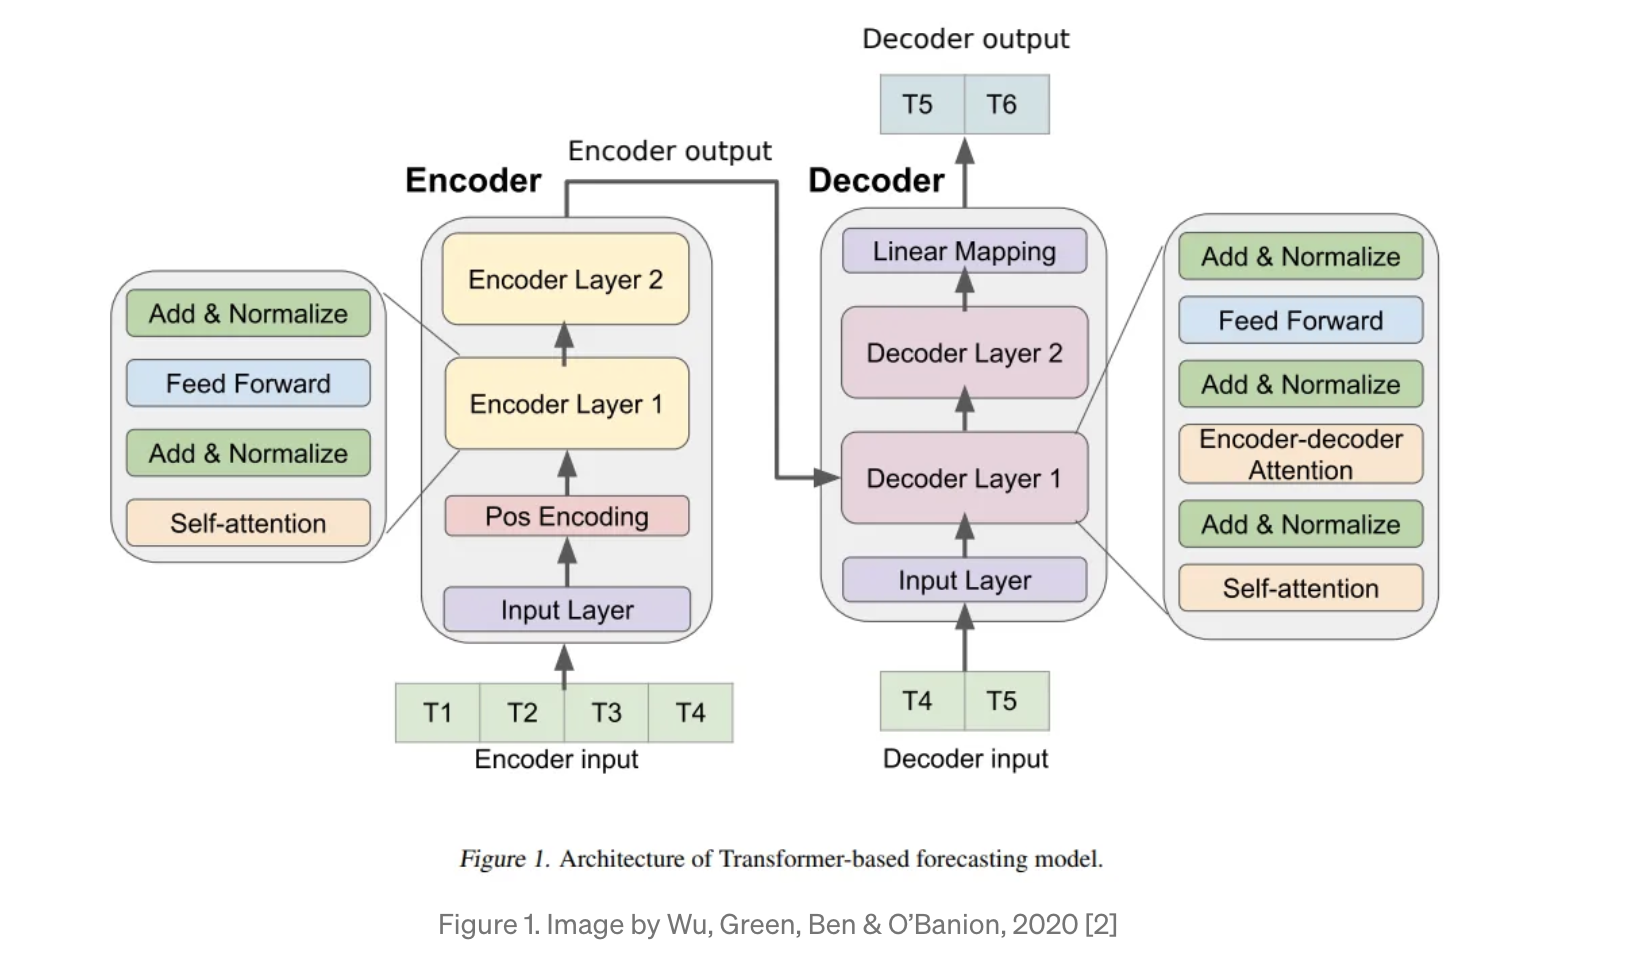 Decoder output
T5 T6
Encoder output
Encoder
Decoder
Encoder Layer 2
Encoder Layer 1
Pos Encoding
Input Layer
Add & Normalize
Feed Forward
Add & Normalize
Self-attention
T1 T2 T3 T4
Encoder input
Linear Mapping
Decoder Layer 2
Decoder Layer 1
Input Layer
Add & Normalize
Feed Forward
Add & Normalize
Encoder-decoder
Attention
Add & Normalize
Self-attention
T4 T5
Decoder input
Figure 1. Architecture of Transformer-based forecasting model.
Figure 1. Image by Wu, Green, Ben & O’Banion, 2020 [2]